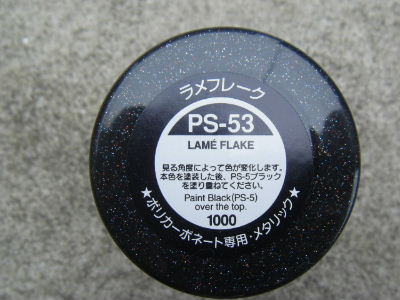 ラメフレーク
PS-53
LAMÉ FLAKE
見る角度によって色が変化します。
本色を塗装した後、PS-5ブラック
を塗り重ねてください。
Paint Black(PS-5)
over the top.
1000
★ポリカーボネート専用・メタリック★